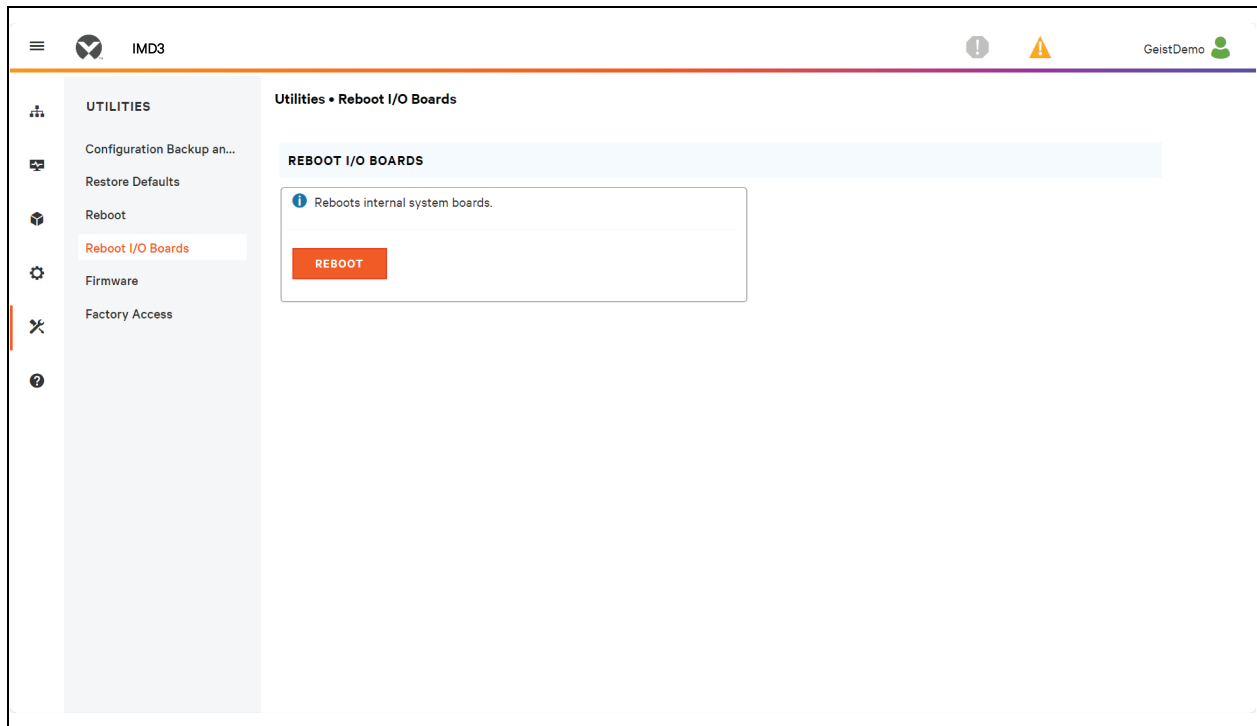 IMD3
GeistDemo
UTILITIES
Configuration Backup an...
Restore Defaults
Reboot
Reboot I/O Boards
Firmware
Factory Access
Utilities • Reboot I/O Boards
REBOOT I/O BOARDS
Reboots internal system boards.
REBOOT